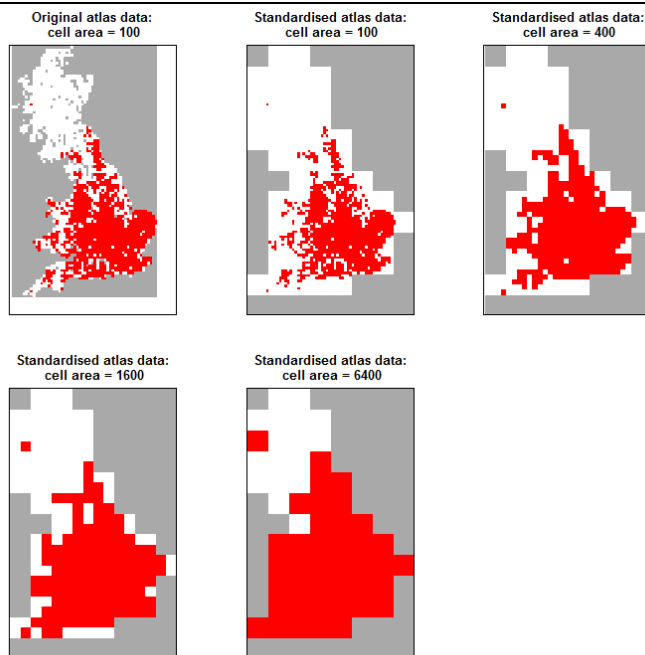 Original atlas data:
cell area = 100
Standardised atlas data:
cell area = 100
Standardised atlas data:
cell area = 400
Standardised atlas data:
cell area = 1600
Standardised atlas data:
cell area = 6400